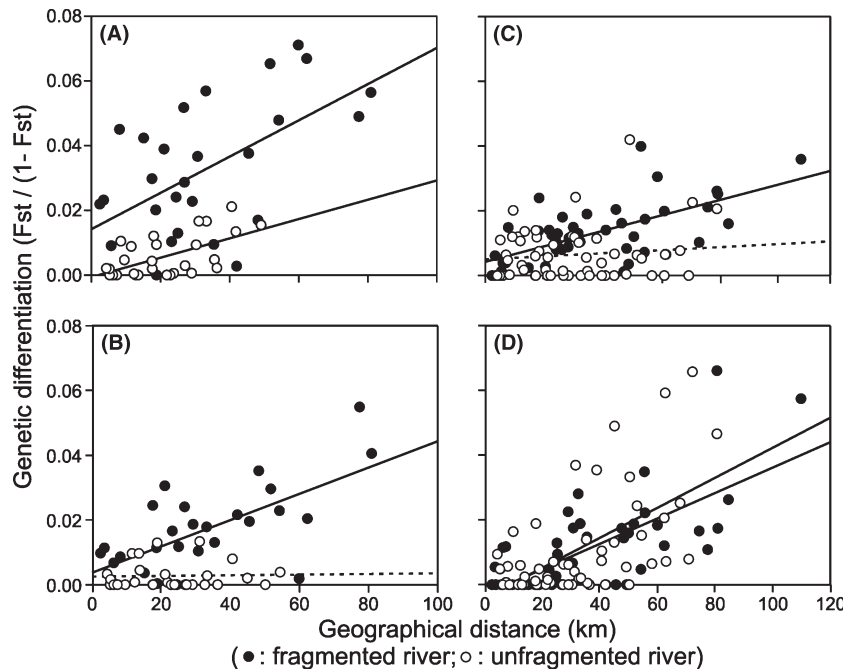 Genetic differentiation (Fst / (1- Fst)
(A)
0.08
0.06
0.04
0.02
0.00
(C)
(B)
0.08
0.06
0.04
0.02
0.00
0 20 40 60 80 100
(D)
0 20 40 60 80 100 120
Geographical distance (km)
( ● : fragmented river; ○ : unfragmented river)